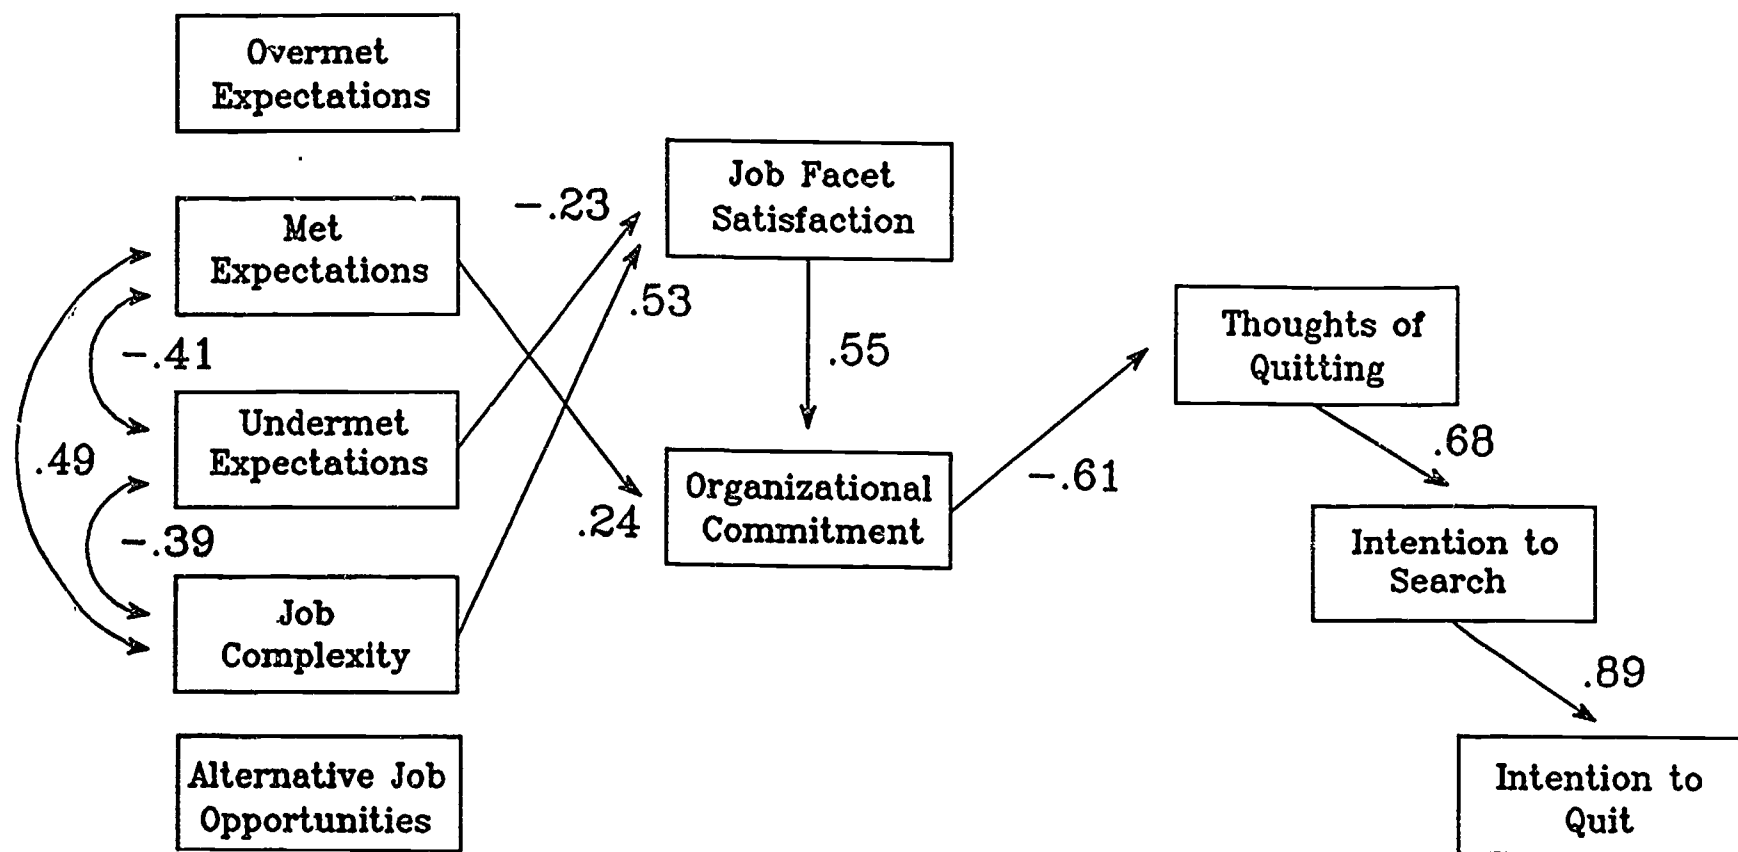 Overmet
Expectations
Met
Expectations
Undermet
Expectations
Job
Complexity
Alternative Job
Opportunities
-.41
.49
-.39
-.23
.53
.24
Job Facet
Satisfaction
.55
Organizational
Commitment
-.61
Thoughts of
Quitting
.68
Intention to
Search
.89
Intention to
Quit